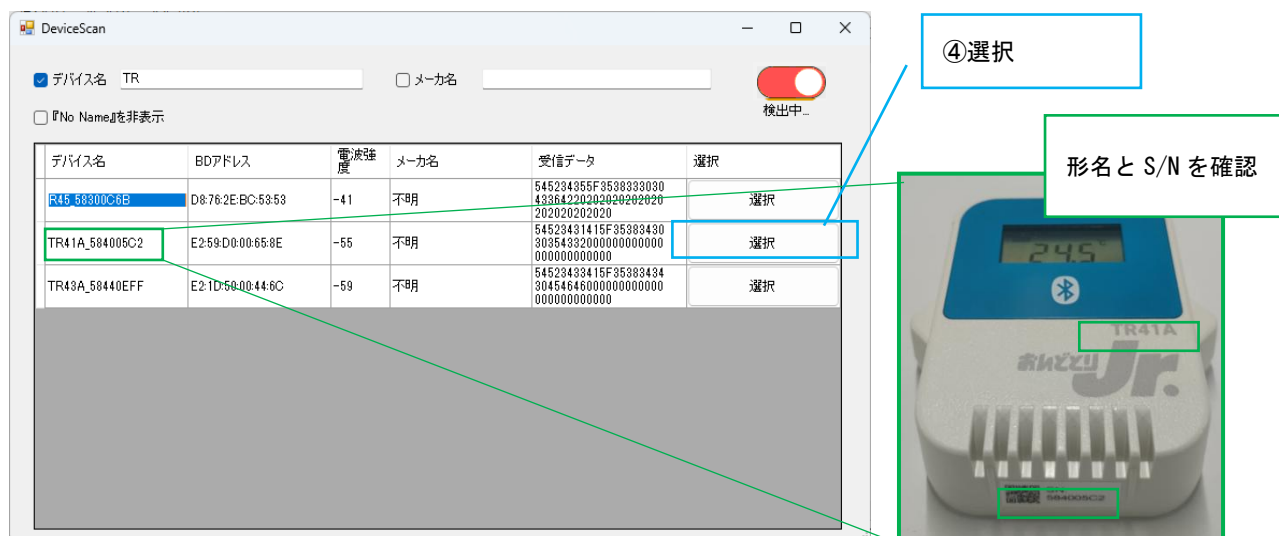 DeviceScan
④選択
デバイス名 TR
メーカ名
検出中...
『No Name』を非表示
形名と S/N を確認
デバイス名 BDアドレス 電波強度 メーカ名 受信データ 選択
R45_58300C6B D8:76:2E:BC:53:53 -41 不明 545234355F3538333030 選択
43364220202020202020
202020202020
TR41A_584005C2 E2:59:D0:00:65:8E -55 不明 54523431415F35383430 選択
30354332000000000000
000000000000
TR43A_58440EFF E2:1D:50:00:44:6C -59 不明 54523433415F35383434 選択
30454646000000000000
000000000000
24.5
TR41A
おんどとり Jr.
SN:
584005C2